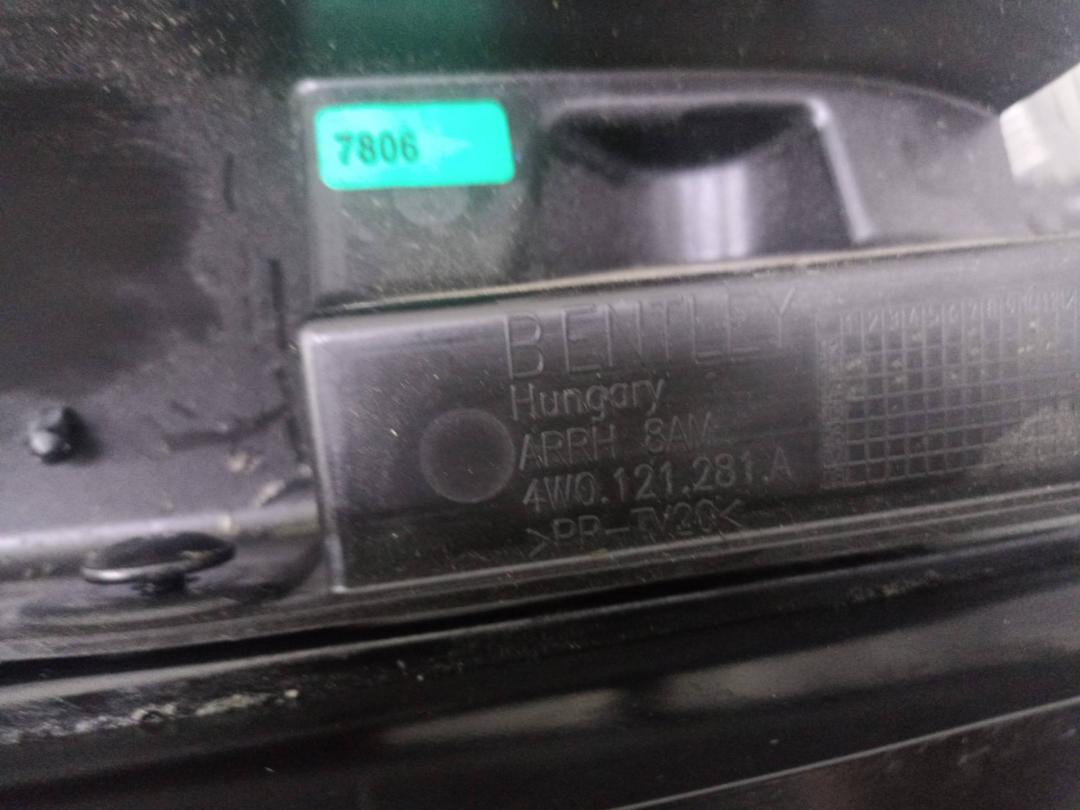 7806
BENTLEY
Hungary
ARRH 8AM
4W0.121.281.A
>PP-TV20<